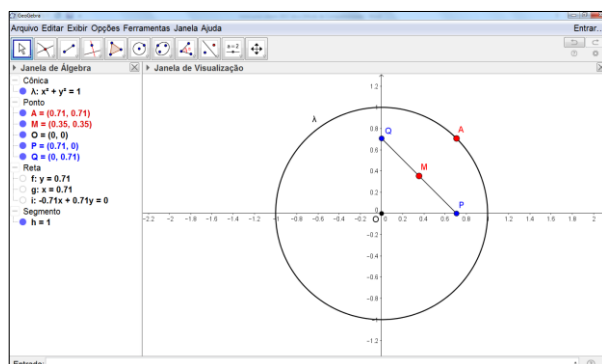 GeoGebra
Arquivo Editar Exibir Opções Ferramentas Janela Ajuda
Entrar...
a=2
Janela de Álgebra
Janela de Visualização
Cônica
λ: x² + y² = 1
Ponto
A = (0.71, 0.71)
M = (0.35, 0.35)
O = (0, 0)
P = (0.71, 0)
Q = (0, 0.71)
Reta
f: y = 0.71
g: x = 0.71
i: -0.71x + 0.71y = 0
Segmento
h = 1
1.2
1
λ
0.8
Q
A
0.6
0.4
M
0.2
P
0
O
-2.2 -2 -1.8 -1.6 -1.4 -1.2 -1 -0.8 -0.6 -0.4 -0.2 0 0.2 0.4 0.6 0.8 1 1.2 1.4 1.6 1.8 2
-0.2
-0.4
-0.6
-0.8
-1
-1.2
Entrada: